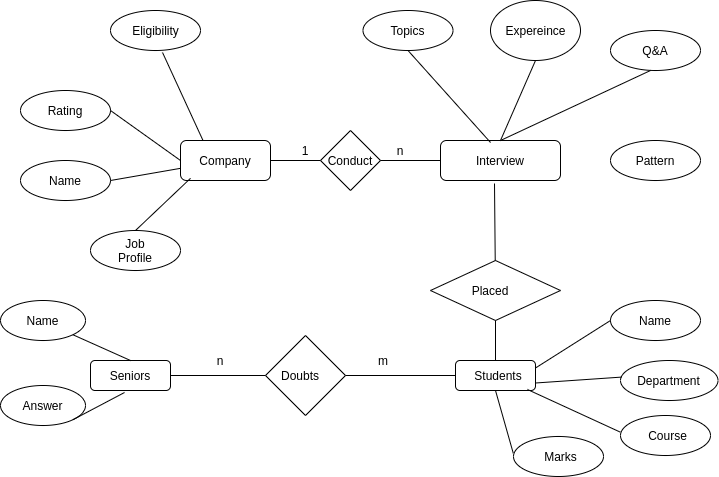 Eligibility
Topics
Expereince
Q&A
Rating
Company
1
Conduct
n
Interview
Pattern
Name
Job
Profile
Placed
Name
Name
Seniors
n
Doubts
m
Students
Department
Answer
Course
Marks